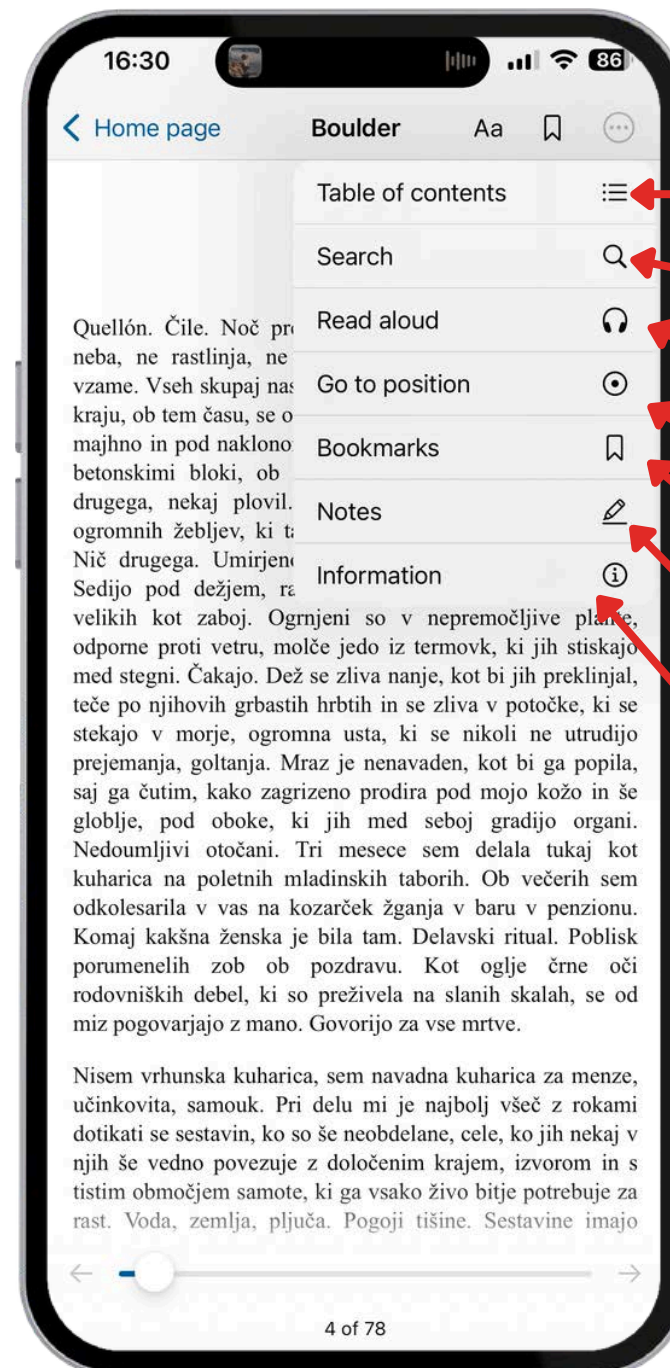 16:30
86
Home page
Boulder
Aa
Table of contents
Search
Read aloud
Go to position
Bookmarks
Notes
Information
Quellón. Čile. Noč pr
neba, ne rastlinja, ne
vzame. Vseh skupaj nas
kraju, ob tem času, se o
majhno in pod naklono
betonskimi bloki, ob
drugega, nekaj plovil.
ogromnih žebljev, ki t
Nič drugega. Umirjen
Sedijo pod dežjem, ra
velikih kot zaboj. Ogrnjeni so v nepremočljive plašče,
odporne proti vetru, molče jedo iz termovk, ki jih stiskajo
med stegni. Čakajo. Dež se zliva nanje, kot bi jih preklinjal,
teče po njihovih grbastih hrbtih in se zliva v potočke, ki se
stekajo v morje, ogromna usta, ki se nikoli ne utrudijo
prejemanja, goltanja. Mraz je nenavaden, kot bi ga popila,
saj ga čutim, kako zagrizeno prodira pod mojo kožo in še
globlje, pod oboke, ki jih med seboj gradijo organi.
Nedoumljivi otočani. Tri mesece sem delala tukaj kot
kuharica na poletnih mladinskih taborih. Ob večerih sem
odkolesarila v vas na kozarček žganja v baru v penzionu.
Komaj kakšna ženska je bila tam. Delavski ritual. Poblisk
porumenelih zob ob pozdravu. Kot oglje črne oči
rodovniških debel, ki so preživela na slanih skalah, se od
miz pogovarjajo z mano. Govorijo za vse mrtve.
Nisem vrhunska kuharica, sem navadna kuharica za menze,
učinkovita, samouk. Pri delu mi je najbolj všeč z rokami
dotikati se sestavin, ko so še neobdelane, cele, ko jih nekaj v
njih še vedno povezuje z določenim krajem, izvorom in s
tistim območjem samote, ki ga vsako živo bitje potrebuje za
rast. Voda, zemlja, pljuča. Pogoji tišine. Sestavine imajo
4 of 78